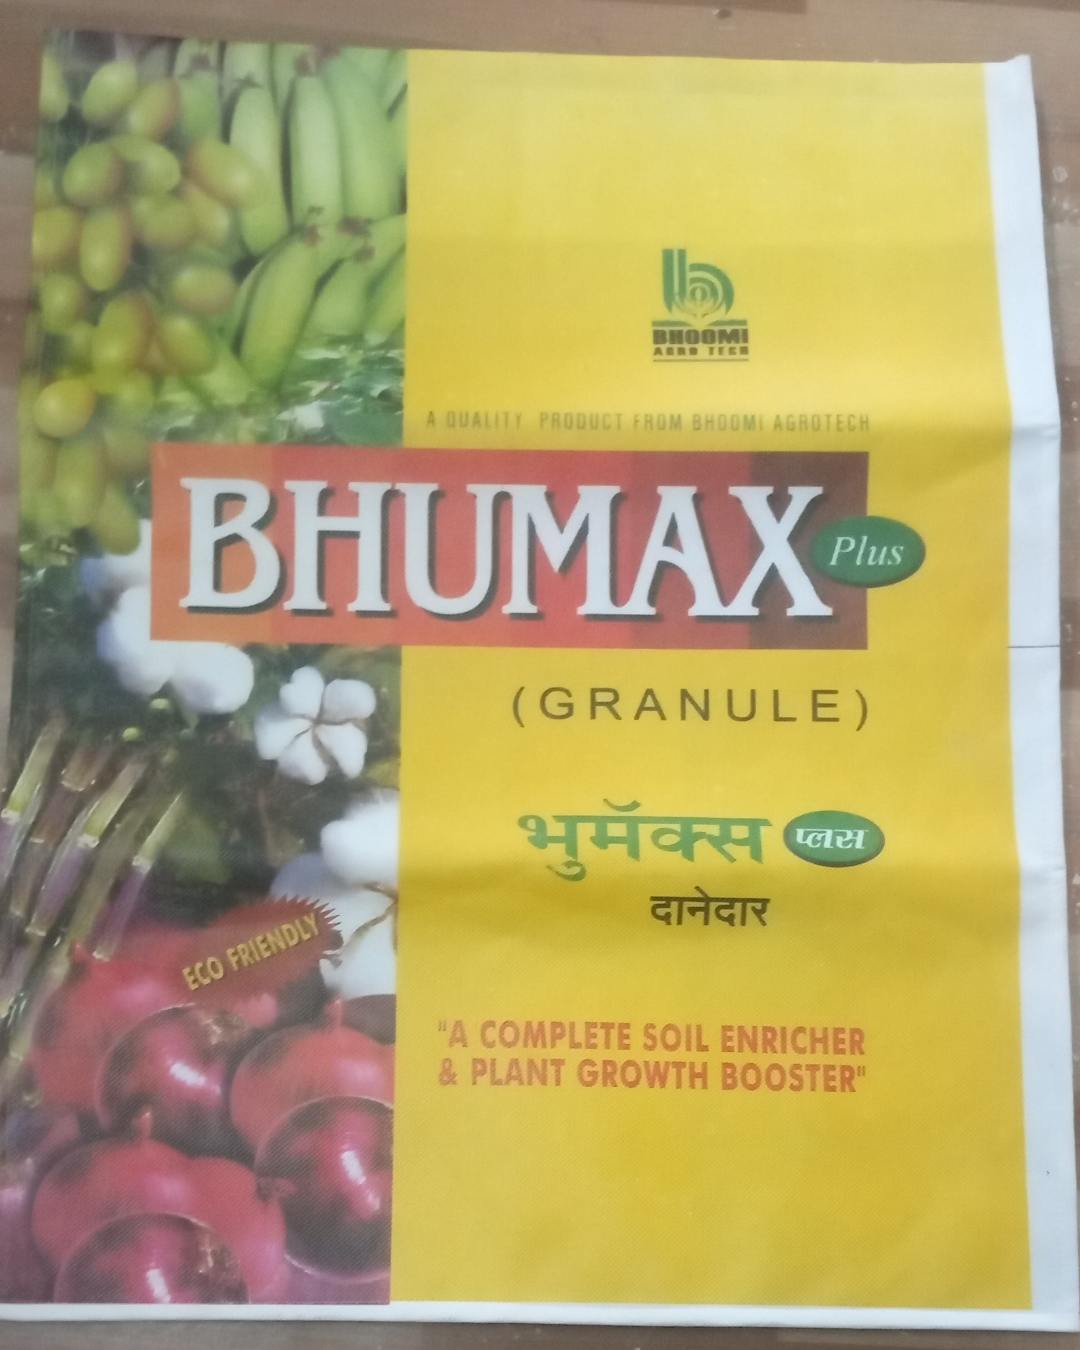 BHOOMI
AGRO TECH
A QUALITY PRODUCT FROM BHOOMI AGROTECH
BHUMAX Plus
(GRANULE)
भुमॅक्स प्लस
दानेदार
ECO FRIENDLY
"A COMPLETE SOIL ENRICHER
& PLANT GROWTH BOOSTER"